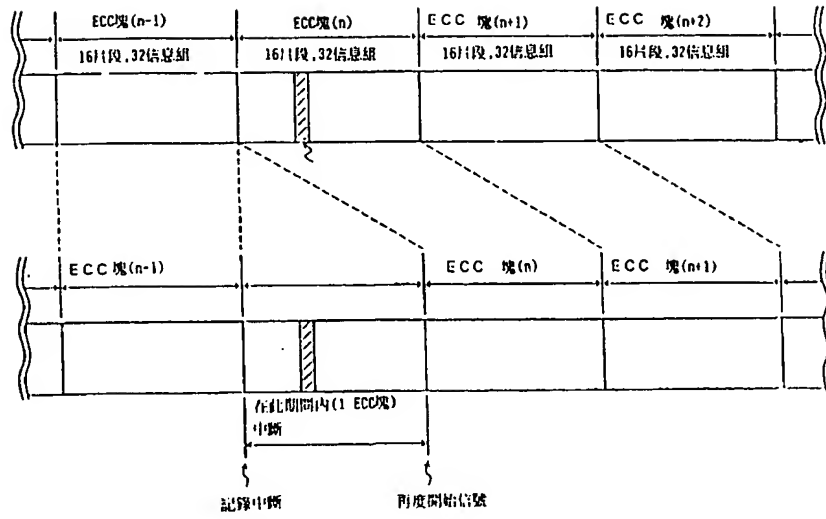 ECC塊(n-1) ECC塊(n) ECC 塊(n+1) ECC 塊(n+2)
16片段,32信息組 16片段,32信息組 16片段,32信息組 16片段,32信息組
ECC 塊(n-1) ECC 塊(n) ECC 塊(n+1)
在此期間內(1 ECC塊)
中斷
記錄中斷 再度開始信號